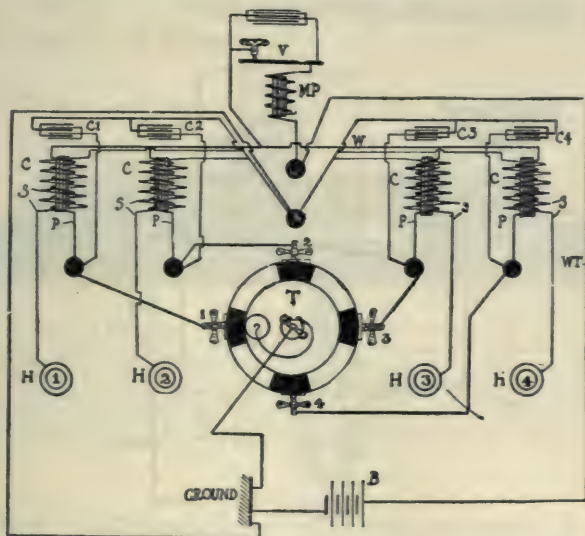 V
MP
C1 C2 W C3 C4
C C C C
S S S S
P P P P
WT
2
T
1 ? 3
H 1 H 2 H 3 H 4
4
GROUND
B